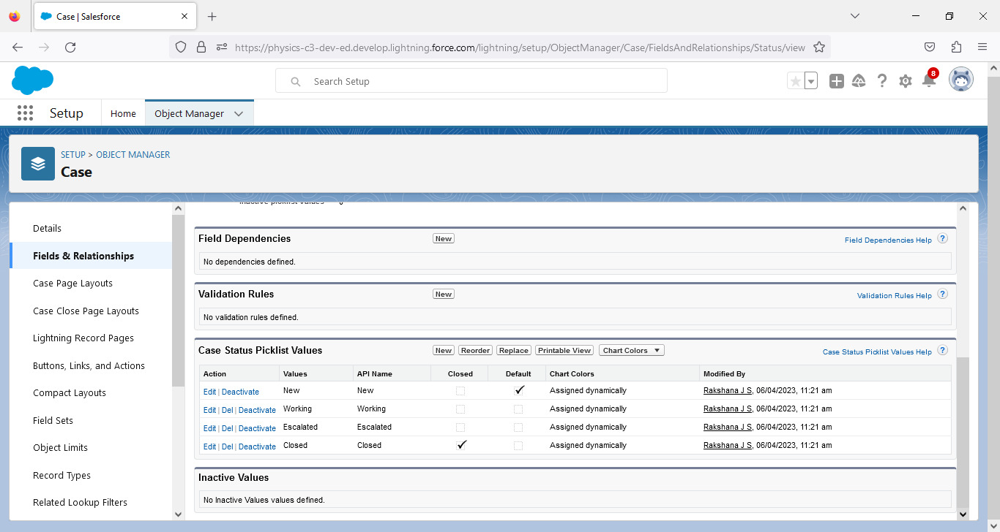 Case | Salesforce
https://physics-c3-dev-ed.develop.lightning.force.com/lightning/setup/ObjectManager/Case/FieldsAndRelationships/Status/view
Search Setup
8
Setup
Home
Object Manager
SETUP > OBJECT MANAGER
Case
Details
Fields & Relationships
Case Page Layouts
Case Close Page Layouts
Lightning Record Pages
Buttons, Links, and Actions
Compact Layouts
Field Sets
Object Limits
Record Types
Related Lookup Filters
Inactive picklist values
Field Dependencies New Field Dependencies Help ?
No dependencies defined.
Validation Rules New Validation Rules Help ?
No validation rules defined.
Case Status Picklist Values New Reorder Replace Printable View Chart Colors Case Status Picklist Values Help ?
Action Values API Name Closed Default Chart Colors Modified By
Edit | Deactivate New New Assigned dynamically Rakshana J S, 06/04/2023, 11:21 am
Edit | Del | Deactivate Working Working Assigned dynamically Rakshana J S, 06/04/2023, 11:21 am
Edit | Del | Deactivate Escalated Escalated Assigned dynamically Rakshana J S, 06/04/2023, 11:21 am
Edit | Del | Deactivate Closed Closed Assigned dynamically Rakshana J S, 06/04/2023, 11:21 am
Inactive Values
No Inactive Values values defined.